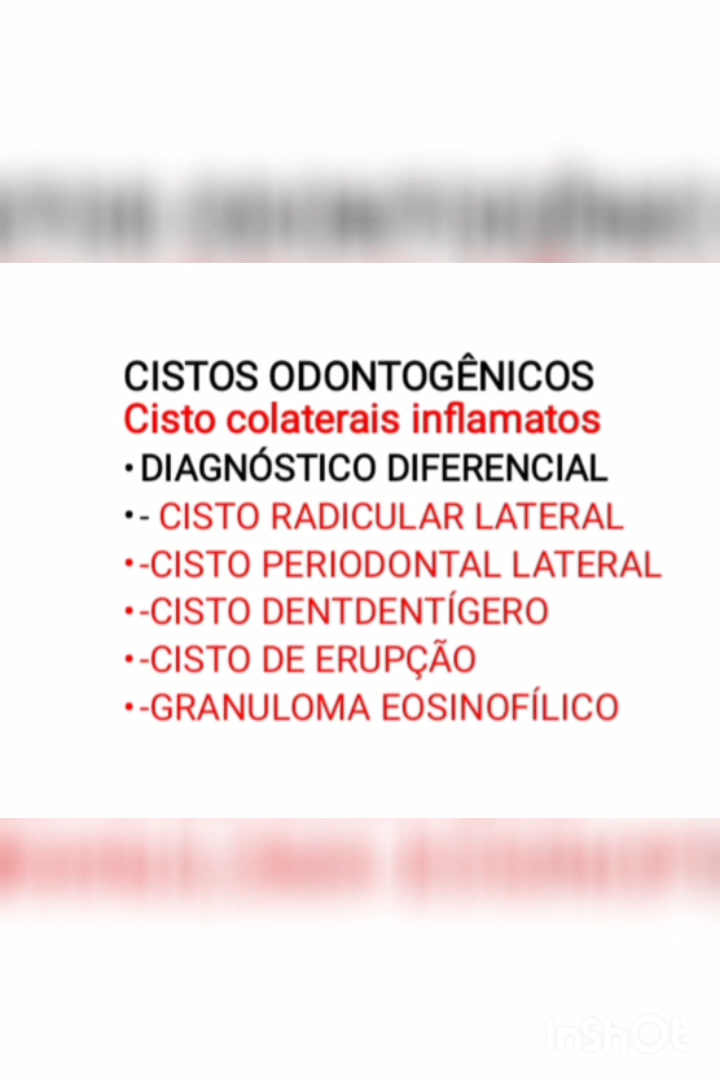 CISTOS ODONTOGÊNICOS
Cisto colaterais inflamatos
•DIAGNÓSTICO DIFERENCIAL
•- CISTO RADICULAR LATERAL
•-CISTO PERIODONTAL LATERAL
•-CISTO DENTDENTÍGERO
•-CISTO DE ERUPÇÃO
•-GRANULOMA EOSINOFÍLICO
InShOt